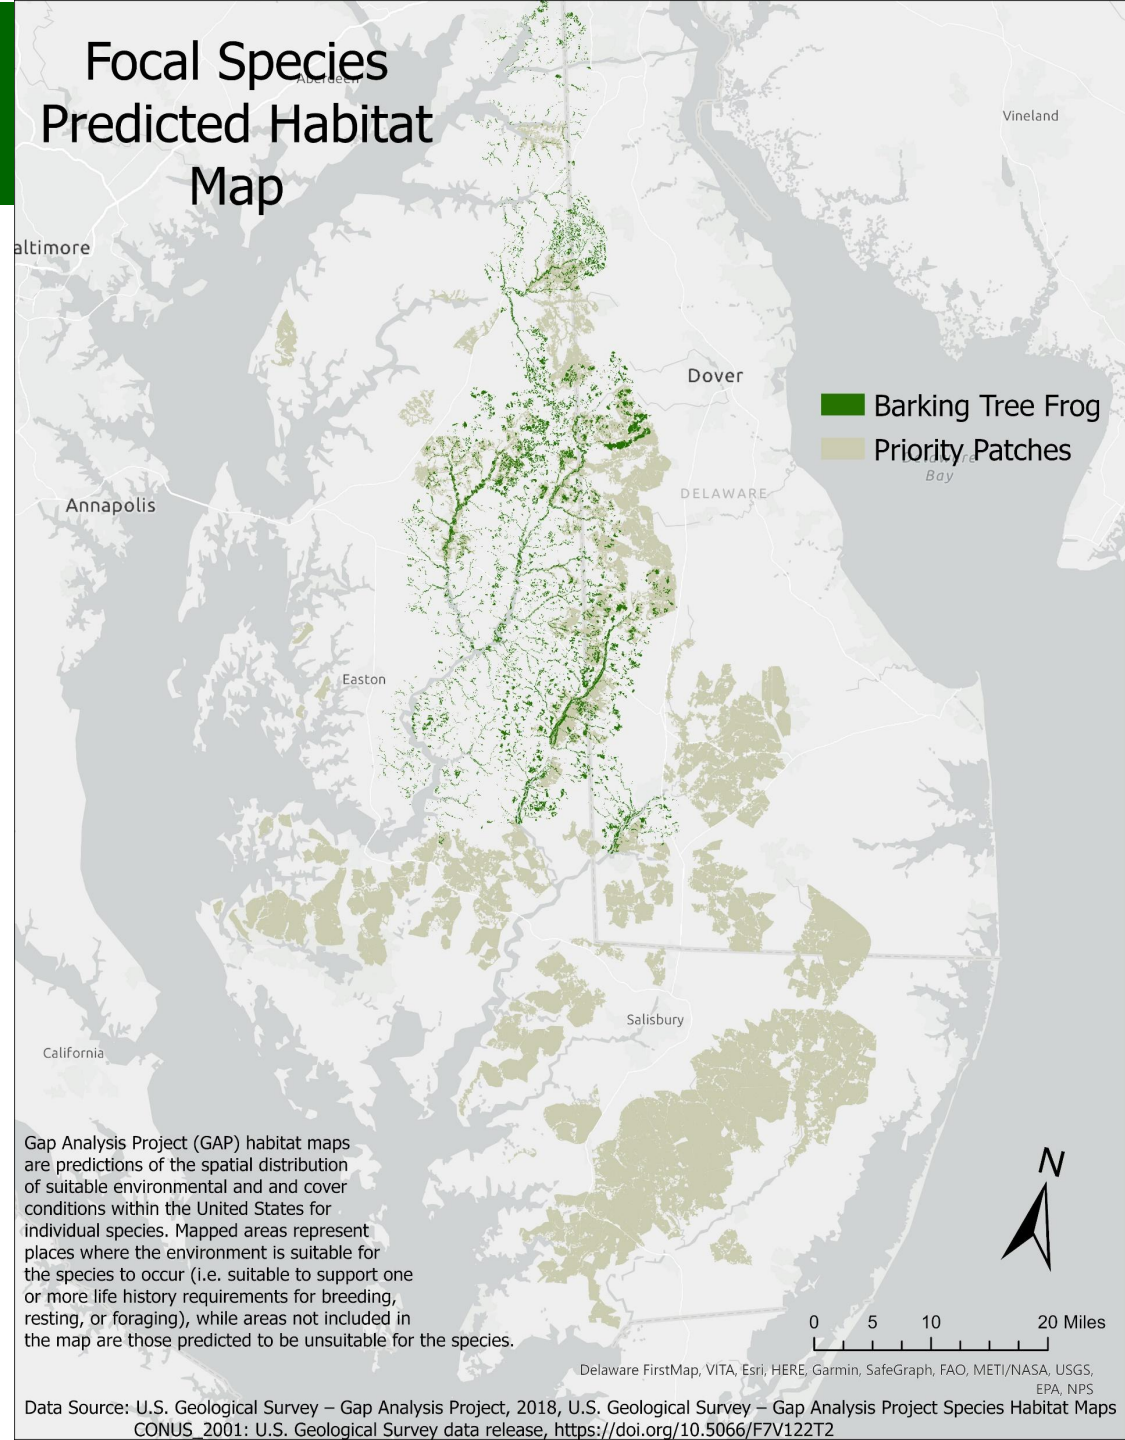 Focal Species
Predicted Habitat
Map
Aberdeen
Vineland
altimore
Dover
Barking Tree Frog
Priority Patches
Delaware
Bay
DELAWARE
Annapolis
Easton
Salisbury
California
Gap Analysis Project (GAP) habitat maps
are predictions of the spatial distribution
of suitable environmental and and cover
conditions within the United States for
individual species. Mapped areas represent
places where the environment is suitable for
the species to occur (i.e. suitable to support one
or more life history requirements for breeding,
resting, or foraging), while areas not included in
the map are those predicted to be unsuitable for the species.
N
0 5 10 20 Miles
Delaware FirstMap, VITA, Esri, HERE, Garmin, SafeGraph, FAO, METI/NASA, USGS,
EPA, NPS
Data Source: U.S. Geological Survey – Gap Analysis Project, 2018, U.S. Geological Survey – Gap Analysis Project Species Habitat Maps
CONUS_2001: U.S. Geological Survey data release, https://doi.org/10.5066/F7V122T2